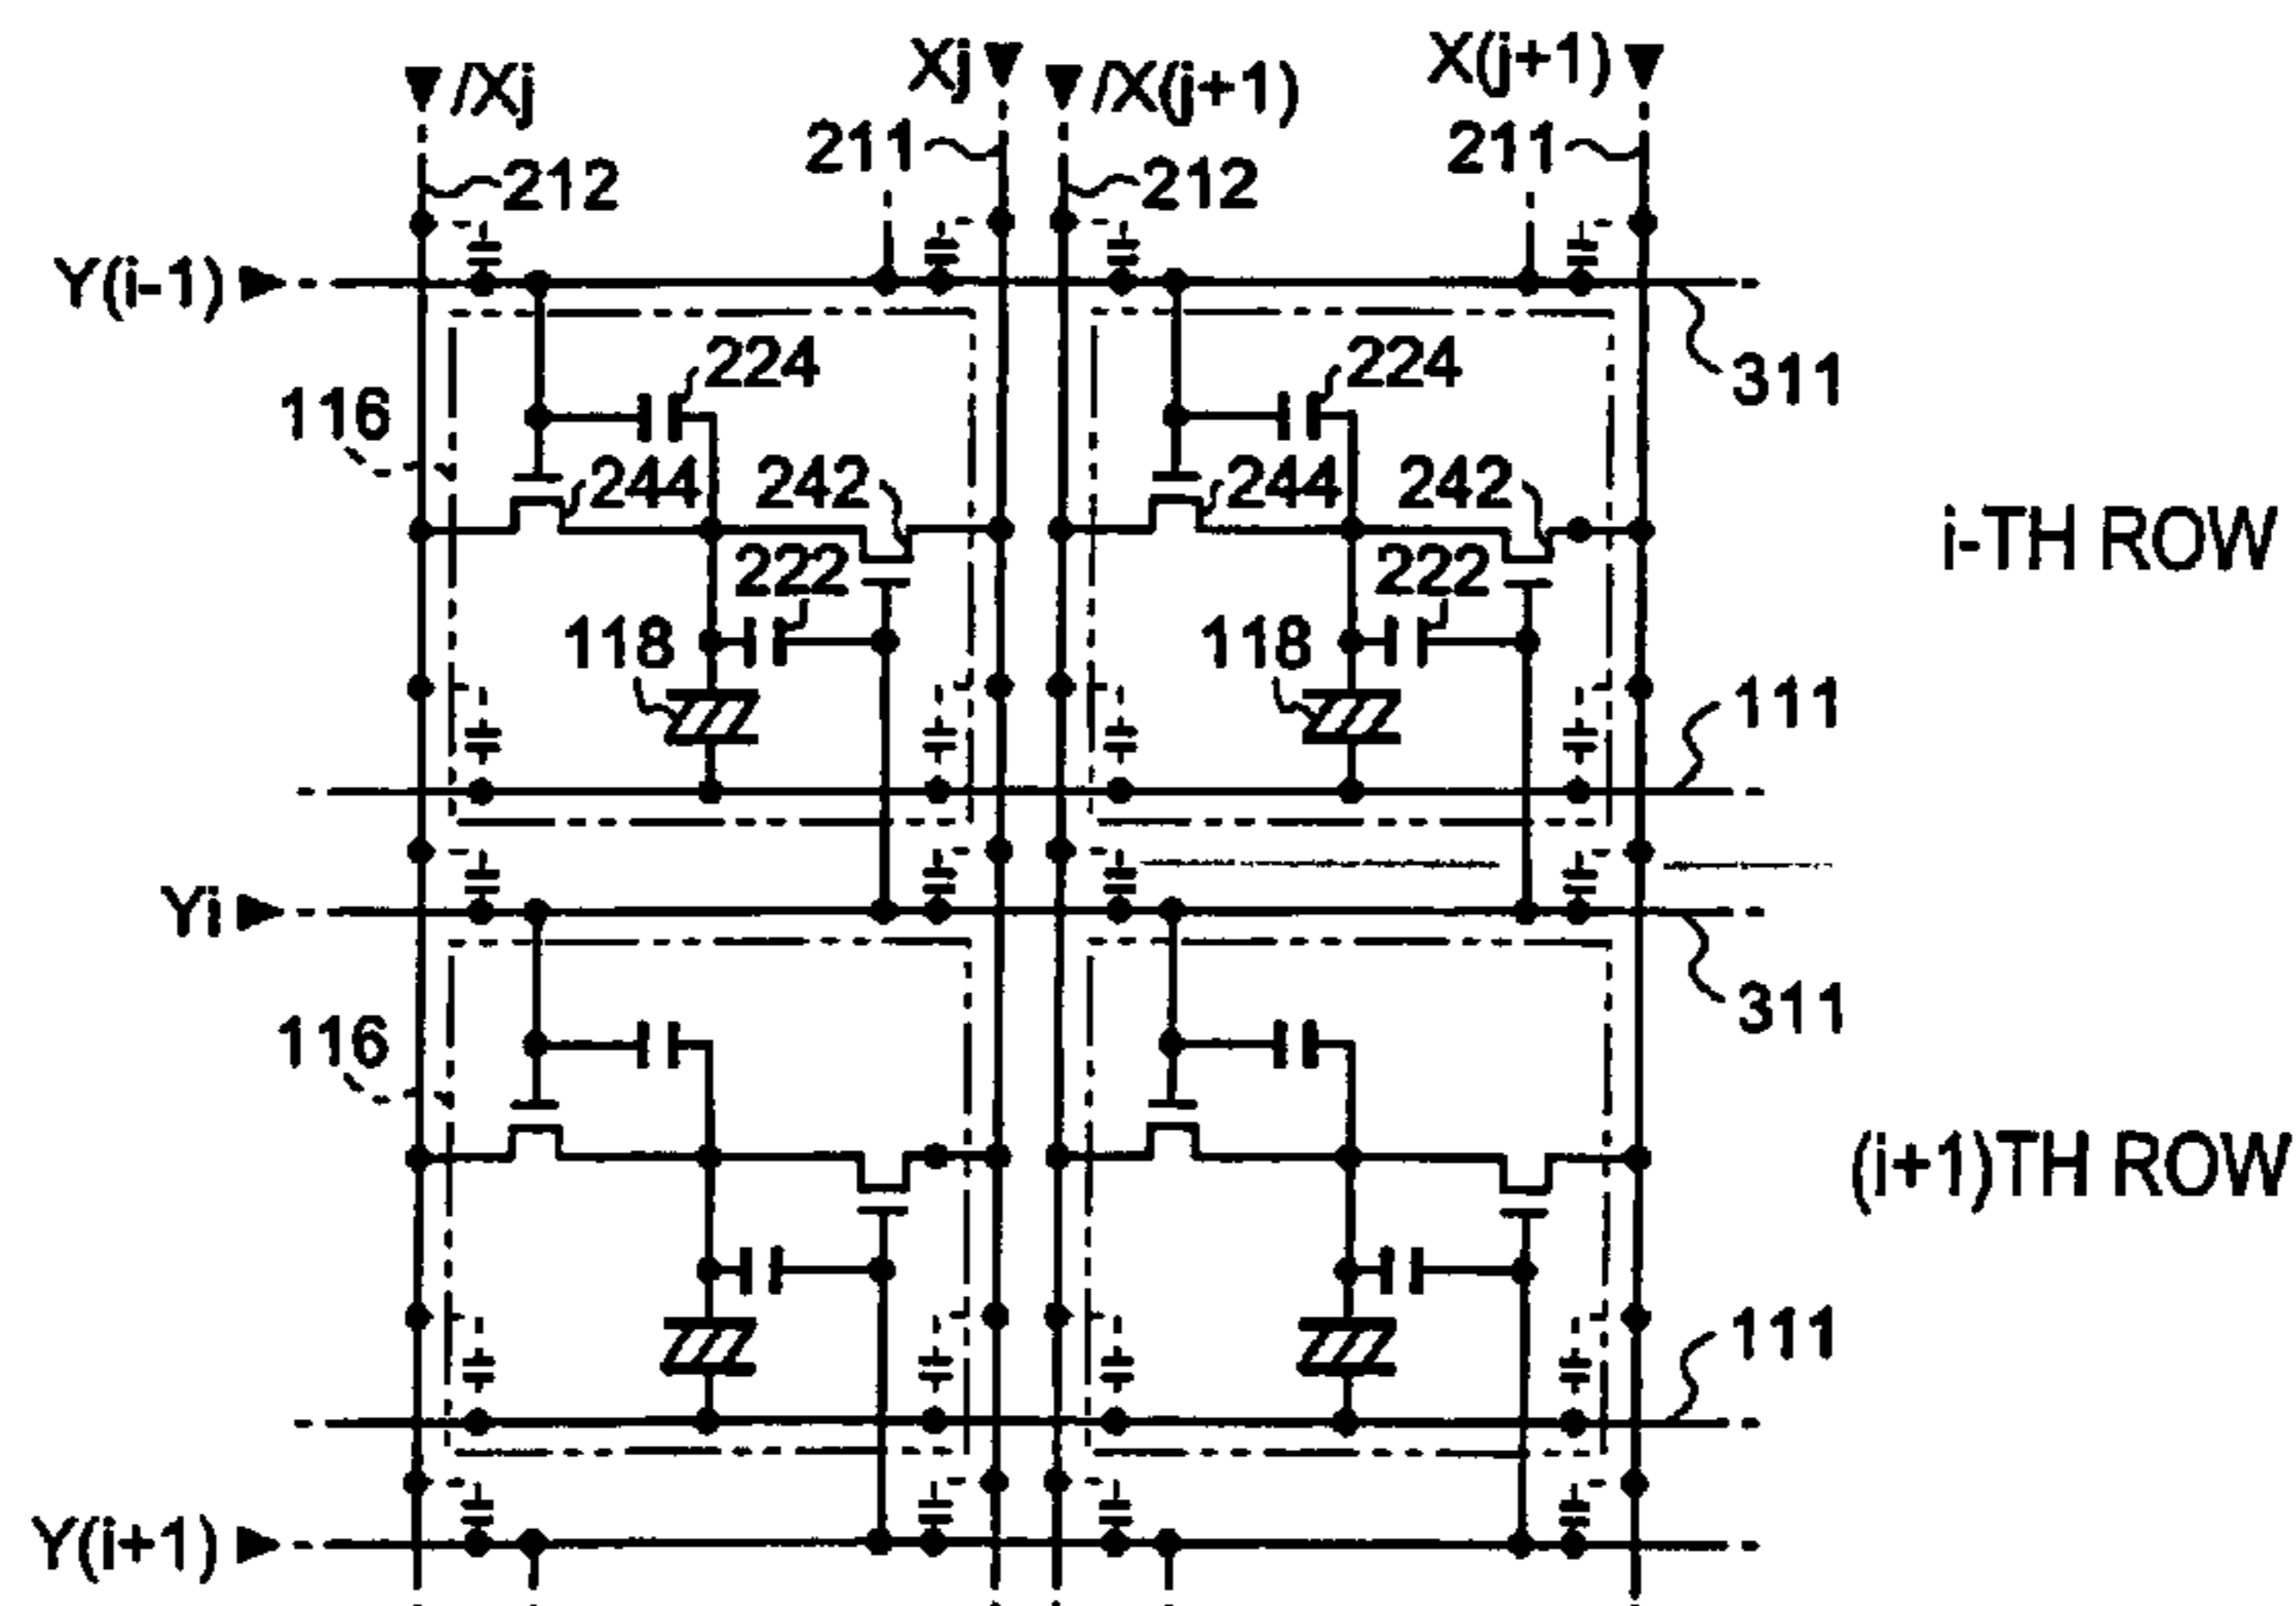 /Xj
Xj
/X(j+1)
X(j+1)
212
211
212
211
Y(i-1)
311
116
224
224
244
242
244
242
i-TH ROW
222
222
118
118
111
Yi
311
116
(i+1)TH ROW
111
Y(i+1)